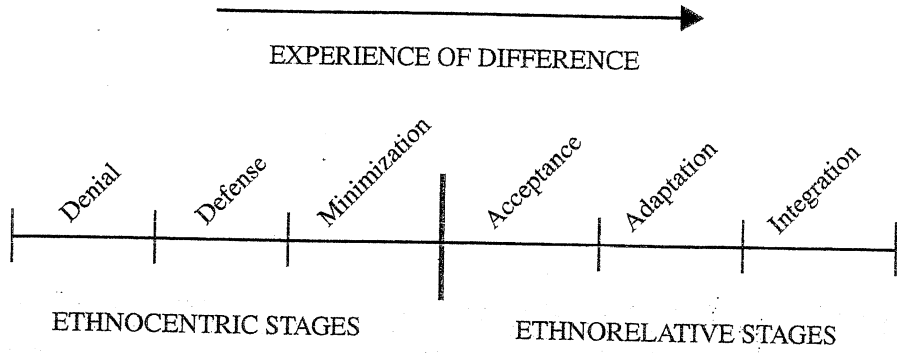 EXPERIENCE OF DIFFERENCE
Denial
Defense
Minimization
Acceptance
Adaptation
Integration
ETHNOCENTRIC STAGES
ETHNORELATIVE STAGES